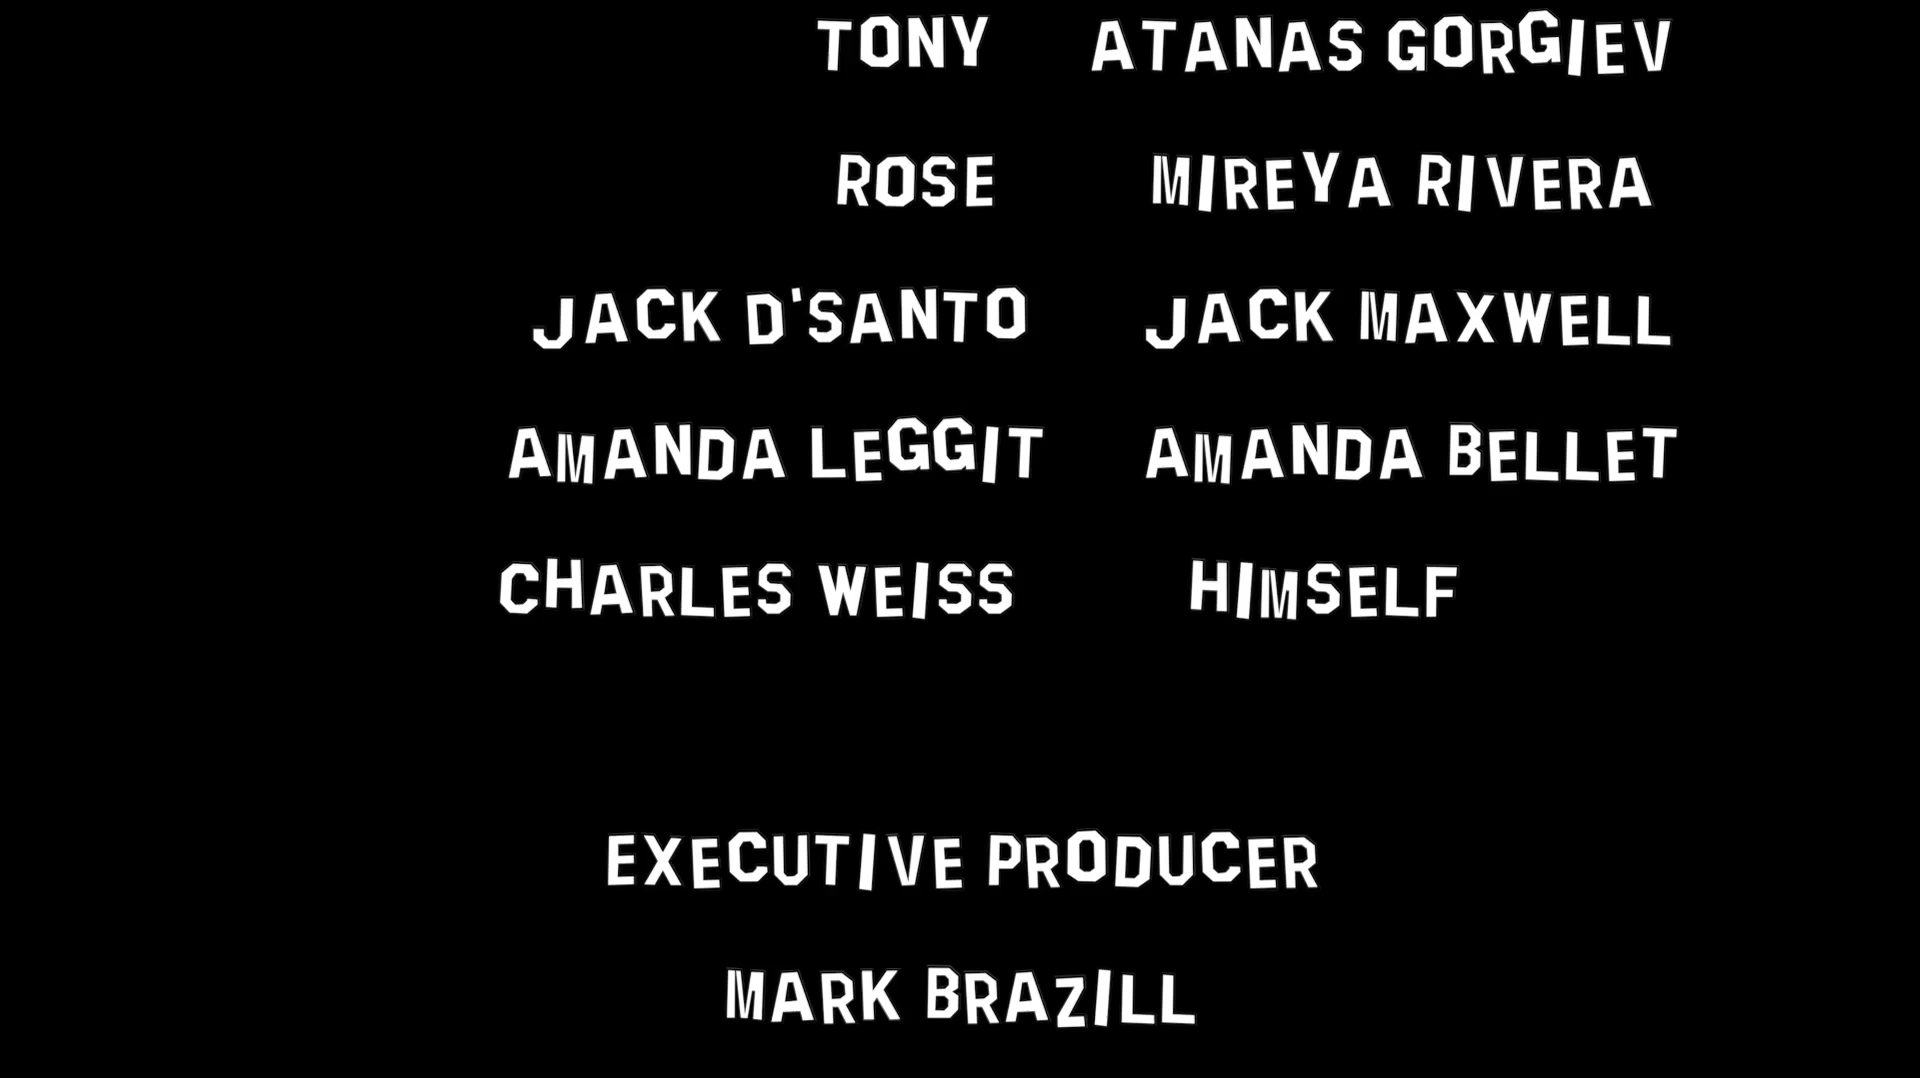 TONY ATANAS GORGIEV
ROSE MIREYA RIVERA
JACK D'SANTO JACK MAXWELL
AMANDA LEGGIT AMANDA BELLET
CHARLES WEISS HIMSELF
EXECUTIVE PRODUCER
MARK BRAZILL